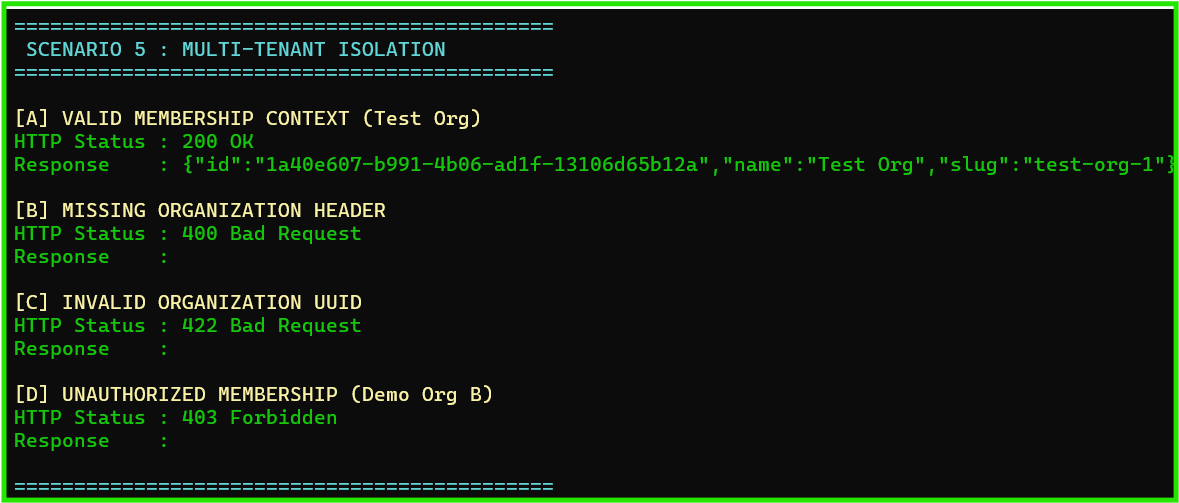 =============================================
SCENARIO 5 : MULTI-TENANT ISOLATION
=============================================
[A] VALID MEMBERSHIP CONTEXT (Test Org)
HTTP Status : 200 OK
Response    : {"id":"1a40e607-b991-4b06-ad1f-13106d65b12a","name":"Test Org","slug":"test-org-1"}
[B] MISSING ORGANIZATION HEADER
HTTP Status : 400 Bad Request
Response    :
[C] INVALID ORGANIZATION UUID
HTTP Status : 422 Bad Request
Response    :
[D] UNAUTHORIZED MEMBERSHIP (Demo Org B)
HTTP Status : 403 Forbidden
Response    :
=============================================